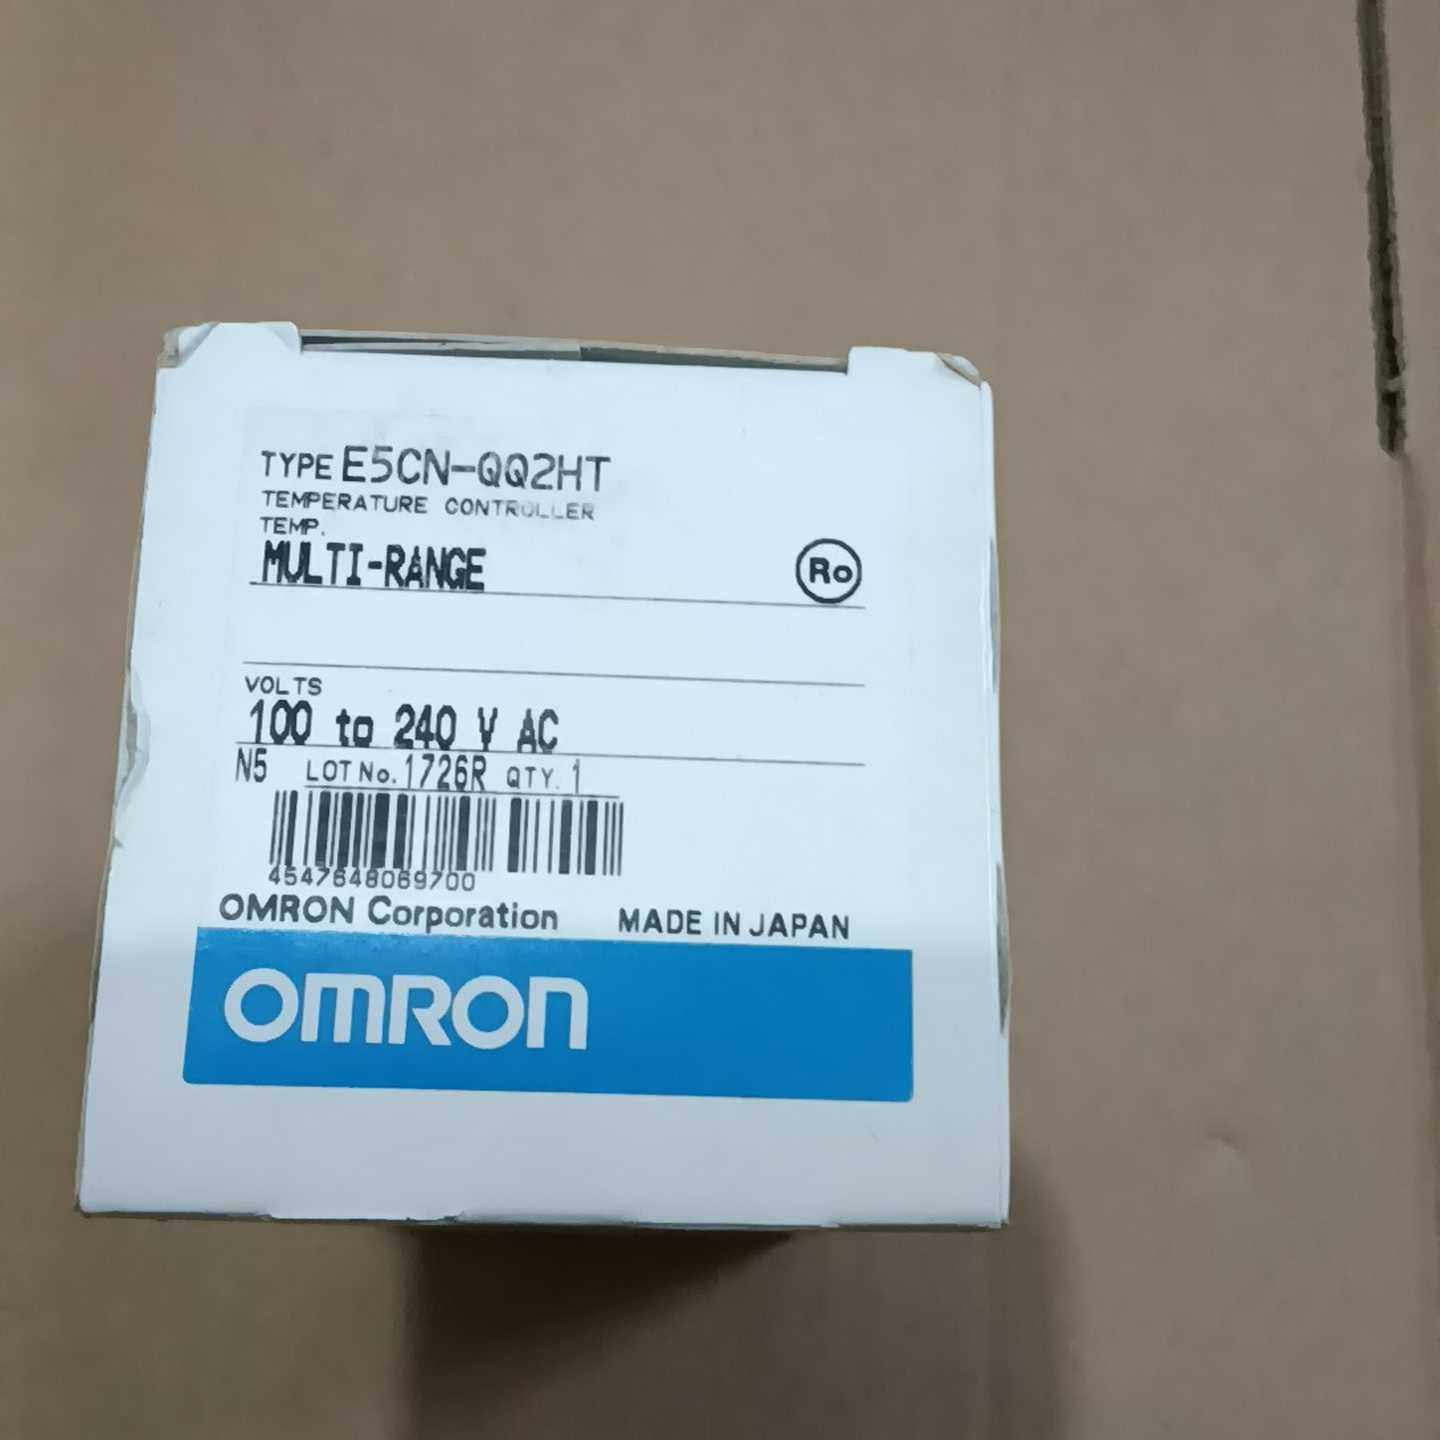 TYPE E5CN-QQ2HT
TEMPERATURE CONTROLLER
TEMP.
MULTI-RANGE
Ro
VOLTS
100 to 240 V AC
N5 LOT No. 1726R QTY. 1
4547648069700
OMRON Corporation MADE IN JAPAN
OMRON